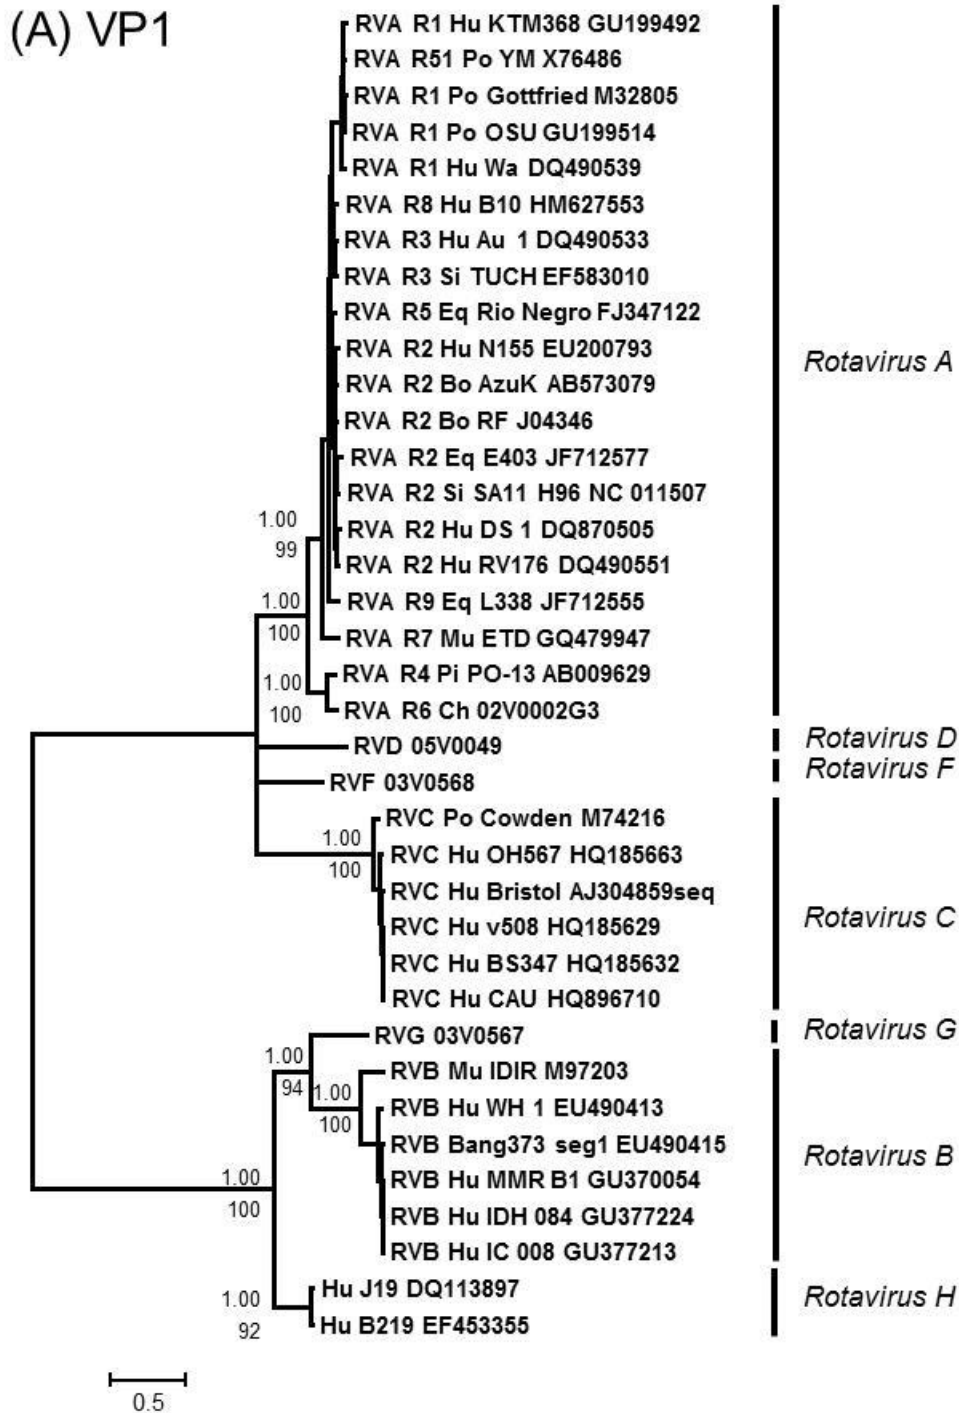 (A) VP1
RVA R1 Hu KTM368 GU199492
RVA R51 Po YM X76486
RVA R1 Po Gottfried M32805
RVA R1 Po OSU GU199514
RVA R1 Hu Wa DQ490539
RVA R8 Hu B10 HM627553
RVA R3 Hu Au 1 DQ490533
RVA R3 Si TUCH EF583010
RVA R5 Eq Rio Negro FJ347122
RVA R2 Hu N155 EU200793
Rotavirus A
RVA R2 Bo AzuK AB573079
RVA R2 Bo RF J04346
RVA R2 Eq E403 JF712577
RVA R2 Si SA11 H96 NC 011507
1.00
RVA R2 Hu DS 1 DQ870505
99
RVA R2 Hu RV176 DQ490551
1.00
RVA R9 Eq L338 JF712555
100
RVA R7 Mu ETD GQ479947
RVA R4 Pi PO-13 AB009629
1.00
100
RVA R6 Ch 02V0002G3
RVD 05V0049
Rotavirus D
RVF 03V0568
Rotavirus F
RVC Po Cowden M74216
1.00
100
RVC Hu OH567 HQ185663
RVC Hu Bristol AJ304859seq
Rotavirus C
RVC Hu v508 HQ185629
RVC Hu BS347 HQ185632
RVC Hu CAU HQ896710
RVG 03V0567
Rotavirus G
1.00
94
RVB Mu IDIR M97203
1.00
100
RVB Hu WH 1 EU490413
RVB Bang373 seg1 EU490415
Rotavirus B
RVB Hu MMR B1 GU370054
1.00
100
RVB Hu IDH 084 GU377224
RVB Hu IC 008 GU377213
Hu J19 DQ113897
Rotavirus H
1.00
92
Hu B219 EF453355
0.5